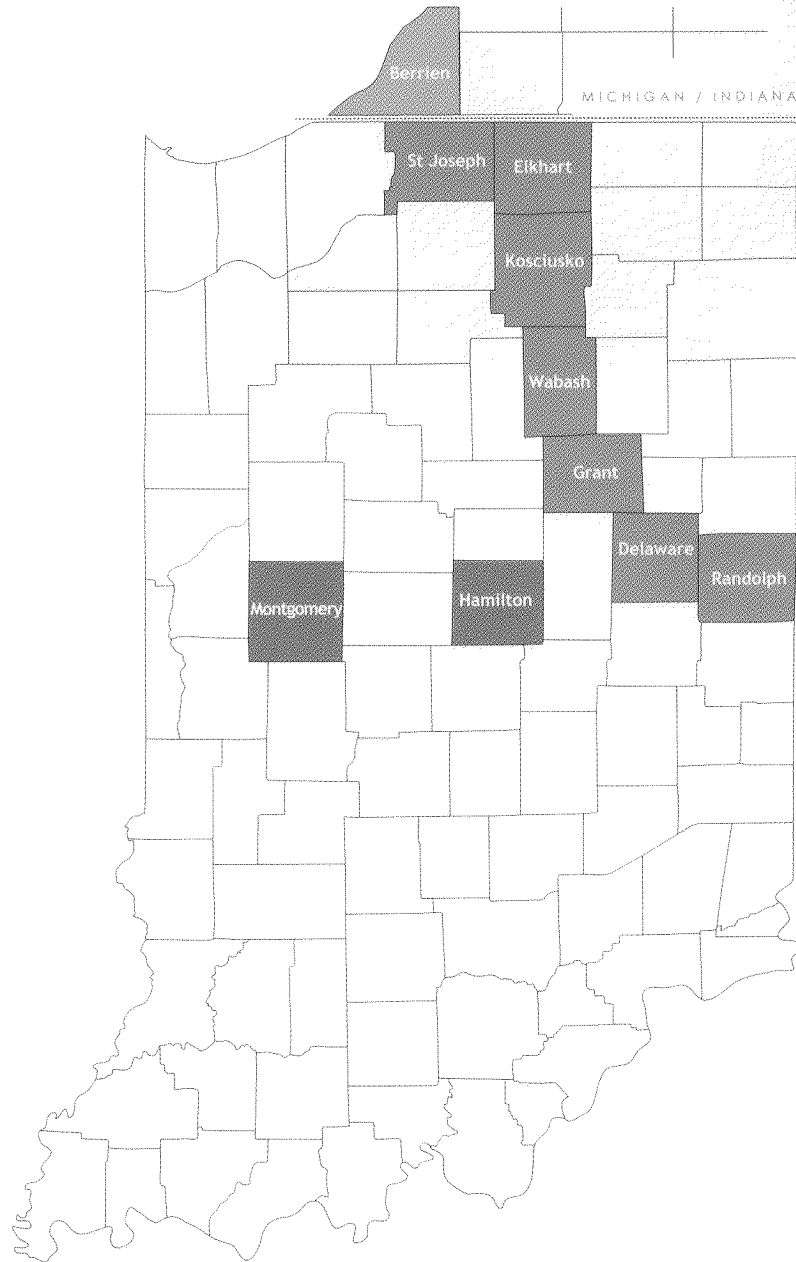 Berrien
MICHIGAN / INDIANA
St Joseph
Elkhart
Kosciusko
Wabash
Grant
Delaware
Randolph
Montgomery
Hamilton